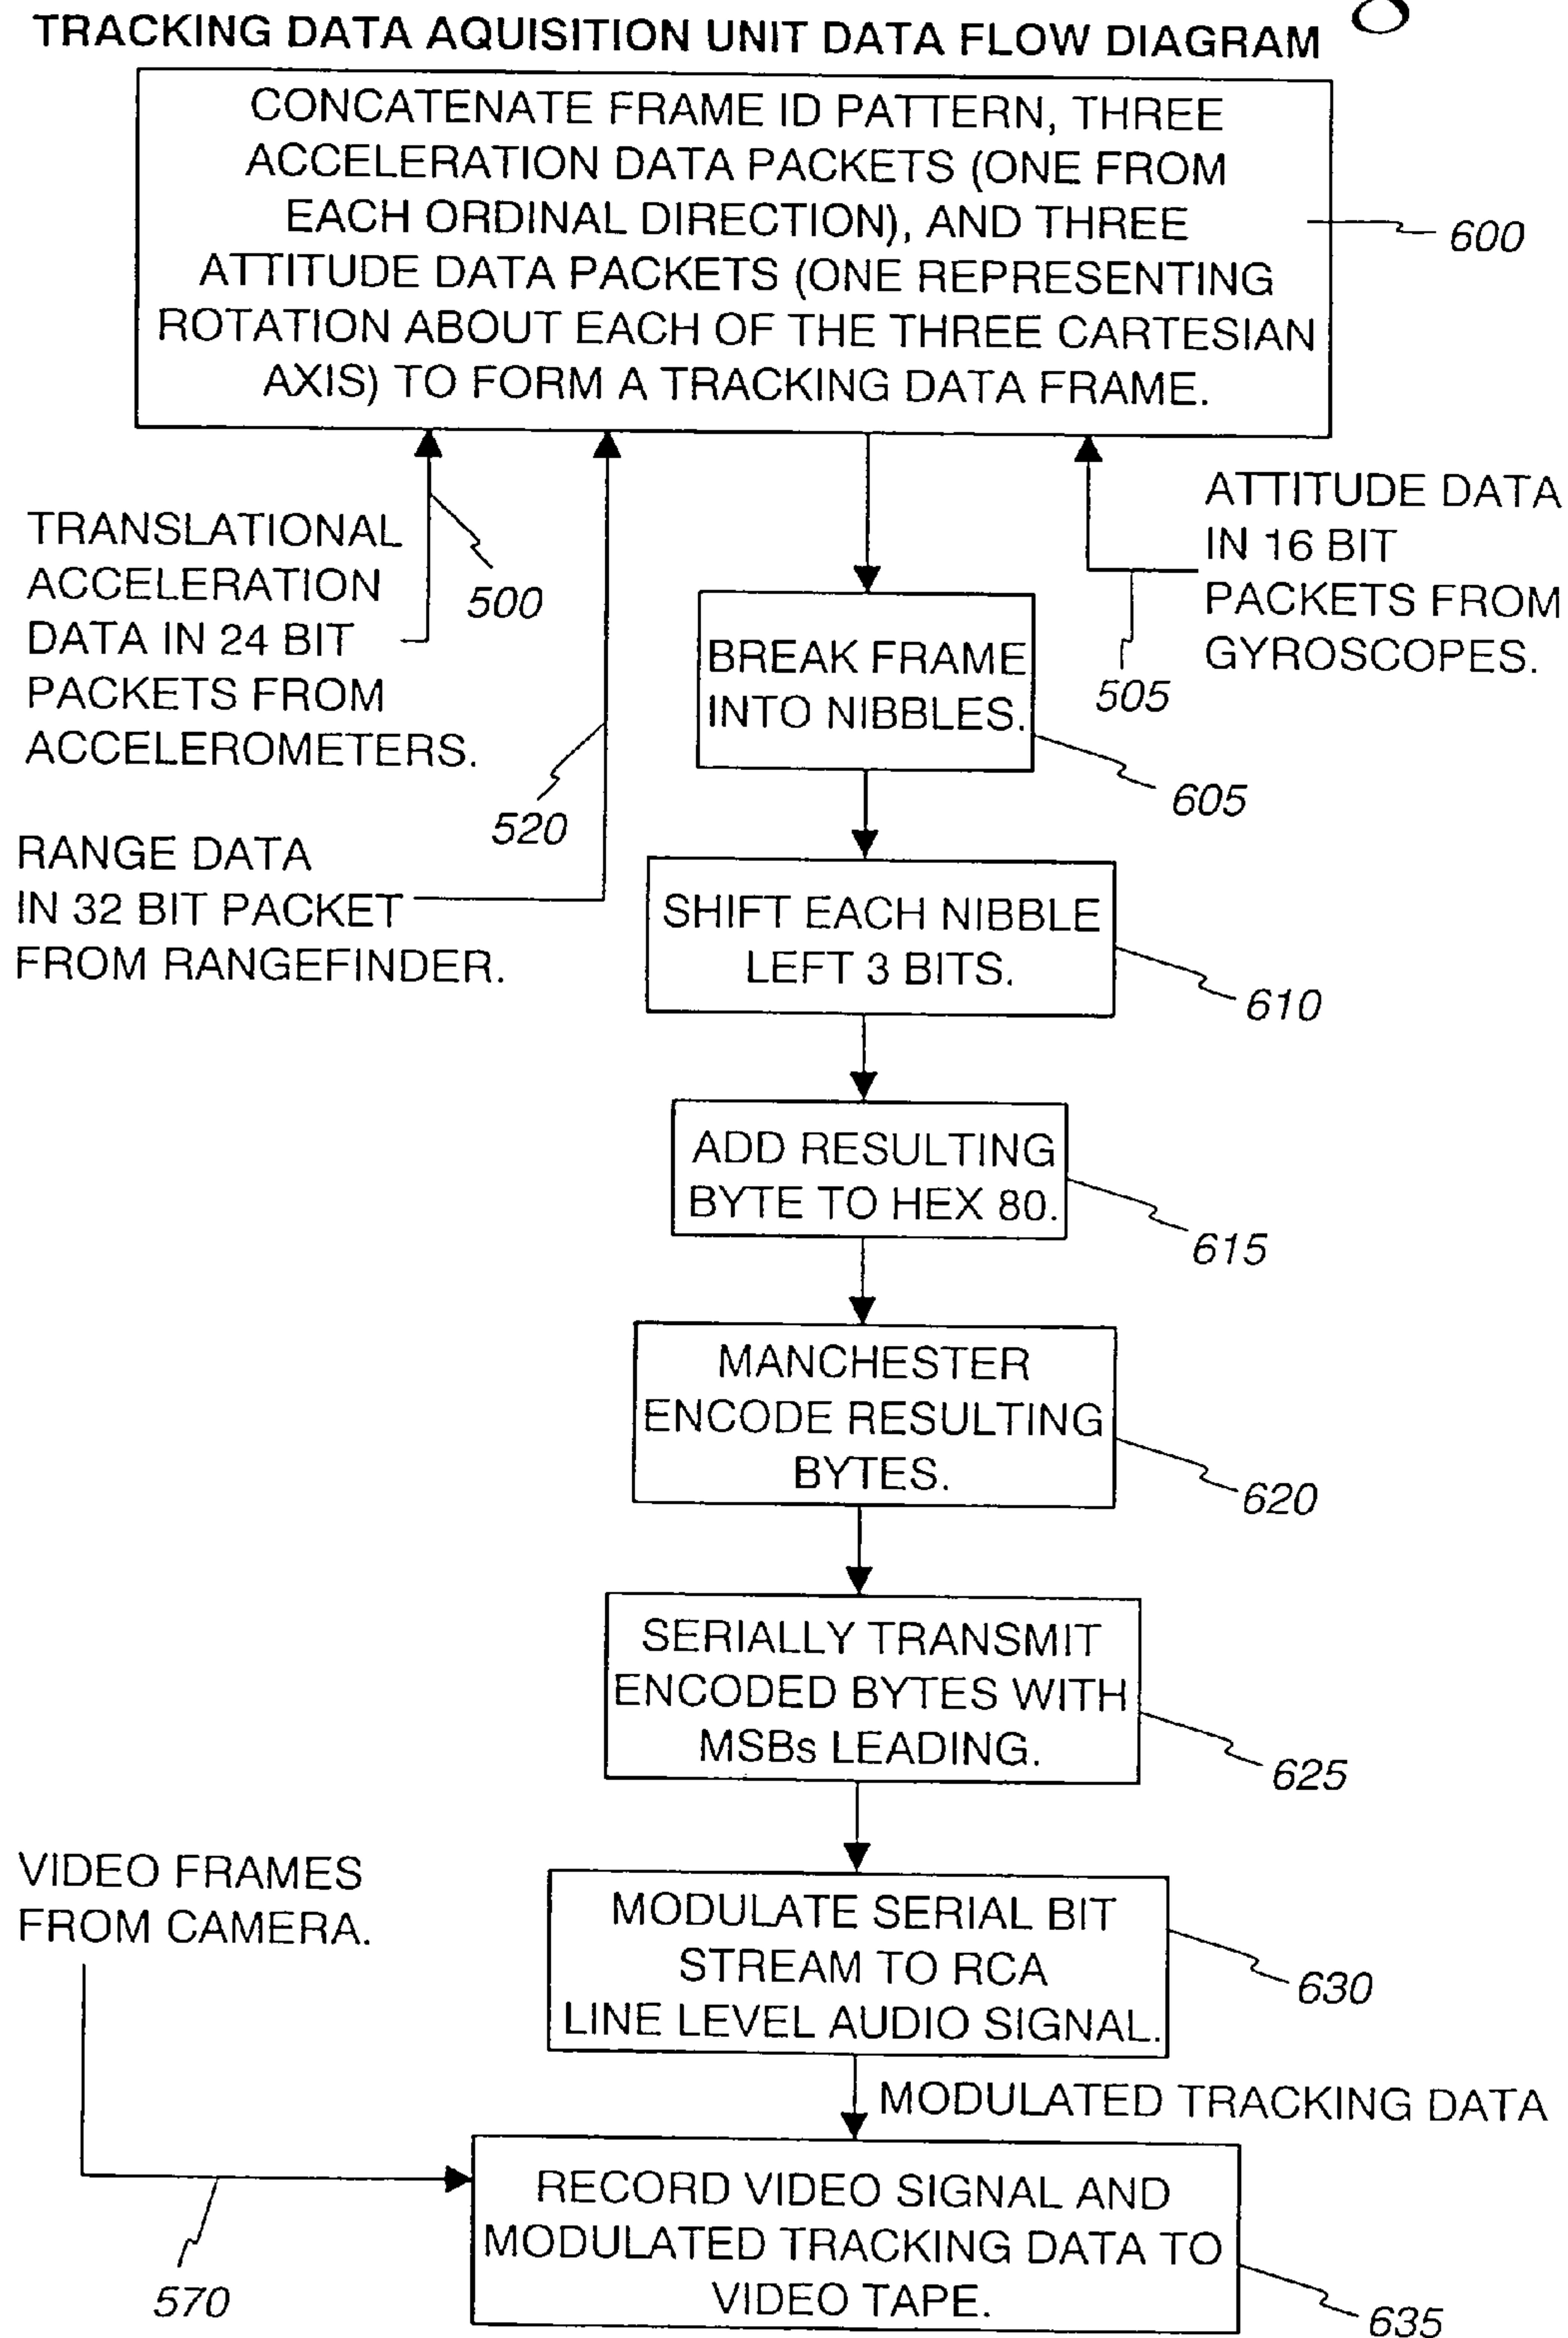 TRACKING DATA AQUISITION UNIT DATA FLOW DIAGRAM
CONCATENATE FRAME ID PATTERN, THREE
ACCELERATION DATA PACKETS (ONE FROM
EACH ORDINAL DIRECTION), AND THREE
ATTITUDE DATA PACKETS (ONE REPRESENTING
ROTATION ABOUT EACH OF THE THREE CARTESIAN
AXIS) TO FORM A TRACKING DATA FRAME.
600
TRANSLATIONAL
ACCELERATION
DATA IN 24 BIT
PACKETS FROM
ACCELEROMETERS.
500
RANGE DATA
IN 32 BIT PACKET
FROM RANGEFINDER.
520
ATTITUDE DATA
IN 16 BIT
PACKETS FROM
GYROSCOPES.
505
BREAK FRAME
INTO NIBBLES.
605
SHIFT EACH NIBBLE
LEFT 3 BITS.
610
ADD RESULTING
BYTE TO HEX 80.
615
MANCHESTER
ENCODE RESULTING
BYTES.
620
SERIALLY TRANSMIT
ENCODED BYTES WITH
MSBs LEADING.
625
VIDEO FRAMES
FROM CAMERA.
570
MODULATE SERIAL BIT
STREAM TO RCA
LINE LEVEL AUDIO SIGNAL.
630
MODULATED TRACKING DATA
RECORD VIDEO SIGNAL AND
MODULATED TRACKING DATA TO
VIDEO TAPE.
635